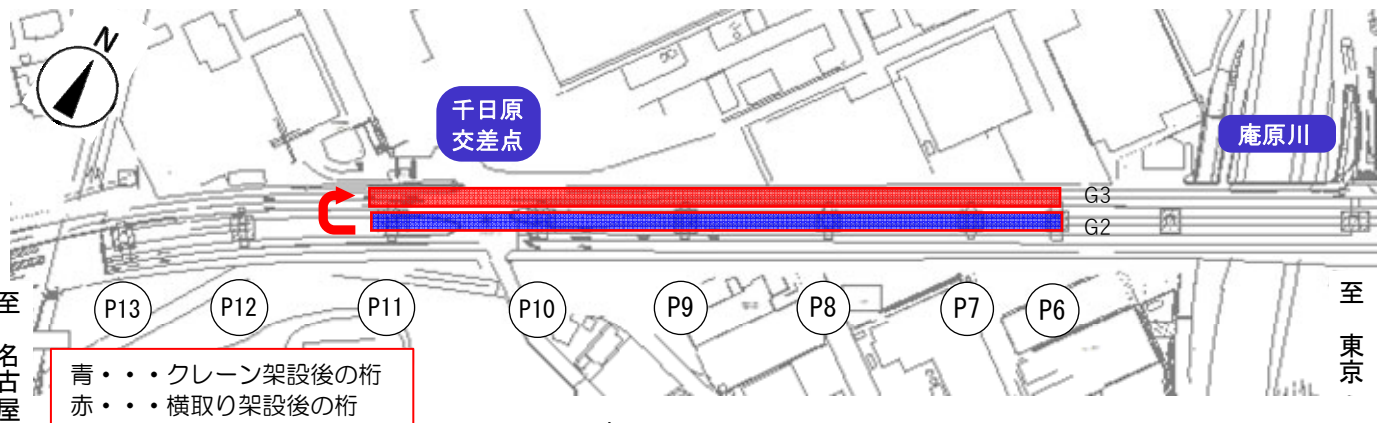 N
千日原
交差点
庵原川
G3
G2
P13
P12
P11
P10
P9
P8
P7
P6
至 名古屋
至 東京
青・・・クレーン架設後の桁
赤・・・横取り架設後の桁